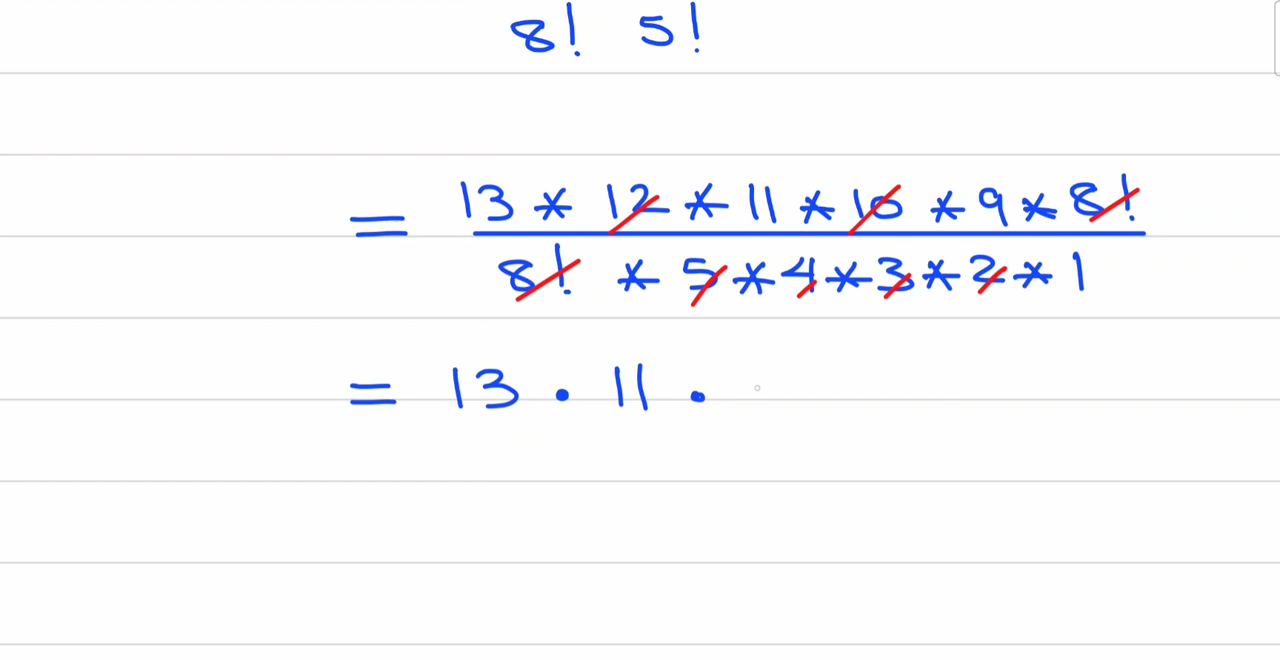 8! 5!
= 13 * 12 * 11 * 10 * 9 * 8!
8! * 5 * 4 * 3 * 2 * 1
= 13 · 11 ·